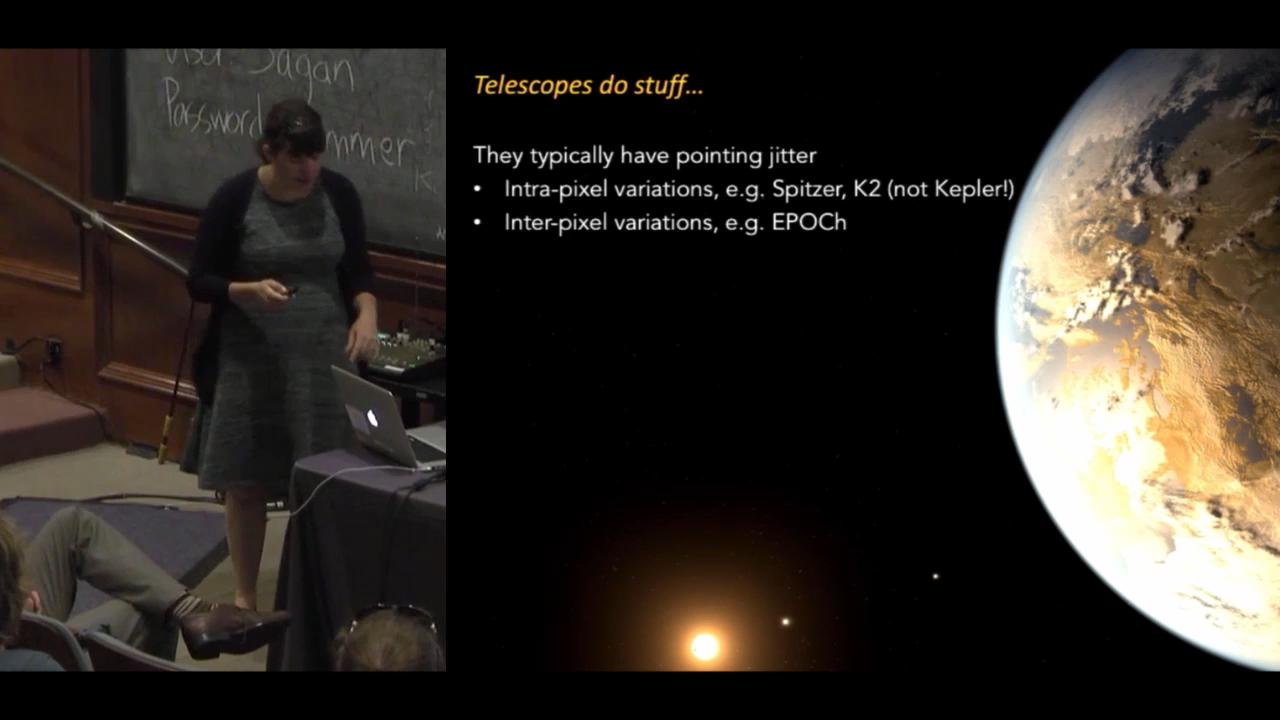 User: Sagan
Password mmer
Telescopes do stuff...
They typically have pointing jitter
• Intra-pixel variations, e.g. Spitzer, K2 (not Kepler!)
• Inter-pixel variations, e.g. EPOCh